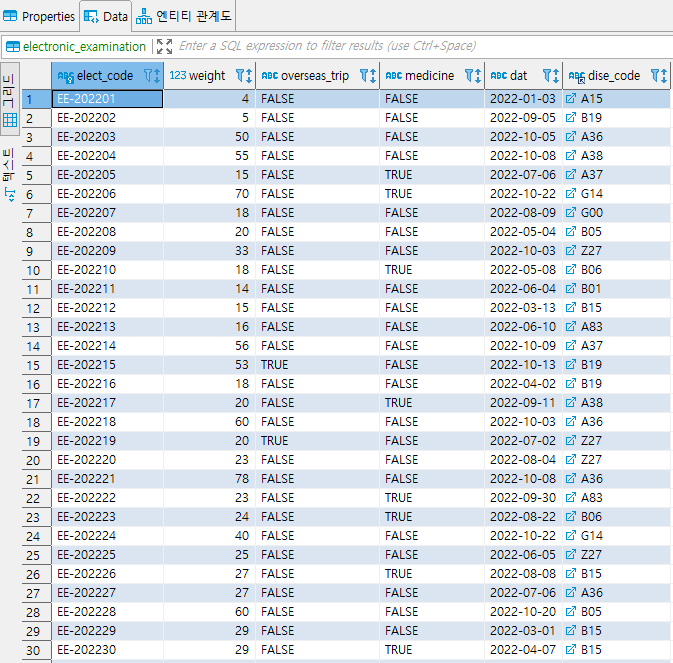 Properties Data 엔티티 관계도
electronic_examination Enter a SQL expression to filter results (use Ctrl+Space)
그리드
텍스트
elect_code 123 weight ABC overseas_trip ABC medicine ABC dat dise_code
1 EE-202201 4 FALSE FALSE 2022-01-03 A15
2 EE-202202 5 FALSE FALSE 2022-09-05 B19
3 EE-202203 50 FALSE FALSE 2022-10-05 A36
4 EE-202204 55 FALSE FALSE 2022-10-08 A38
5 EE-202205 15 FALSE TRUE 2022-07-06 A37
6 EE-202206 70 FALSE TRUE 2022-10-22 G14
7 EE-202207 18 FALSE FALSE 2022-08-09 G00
8 EE-202208 20 FALSE FALSE 2022-05-04 B05
9 EE-202209 33 FALSE FALSE 2022-10-03 Z27
10 EE-202210 18 FALSE TRUE 2022-05-08 B06
11 EE-202211 14 FALSE FALSE 2022-06-04 B01
12 EE-202212 15 FALSE FALSE 2022-03-13 B15
13 EE-202213 16 FALSE FALSE 2022-06-10 A83
14 EE-202214 56 FALSE FALSE 2022-10-09 A37
15 EE-202215 53 TRUE FALSE 2022-10-13 B19
16 EE-202216 18 FALSE FALSE 2022-04-02 B19
17 EE-202217 20 FALSE TRUE 2022-09-11 A38
18 EE-202218 60 FALSE FALSE 2022-10-03 A36
19 EE-202219 20 TRUE FALSE 2022-07-02 Z27
20 EE-202220 23 FALSE FALSE 2022-08-04 Z27
21 EE-202221 78 FALSE FALSE 2022-10-08 A36
22 EE-202222 23 FALSE TRUE 2022-09-30 A83
23 EE-202223 24 FALSE TRUE 2022-08-22 B06
24 EE-202224 40 FALSE FALSE 2022-10-22 G14
25 EE-202225 25 FALSE FALSE 2022-06-05 Z27
26 EE-202226 27 FALSE TRUE 2022-08-08 B15
27 EE-202227 27 FALSE FALSE 2022-07-06 A36
28 EE-202228 60 FALSE FALSE 2022-10-20 B05
29 EE-202229 29 FALSE FALSE 2022-03-01 B15
30 EE-202230 29 FALSE TRUE 2022-04-07 B15